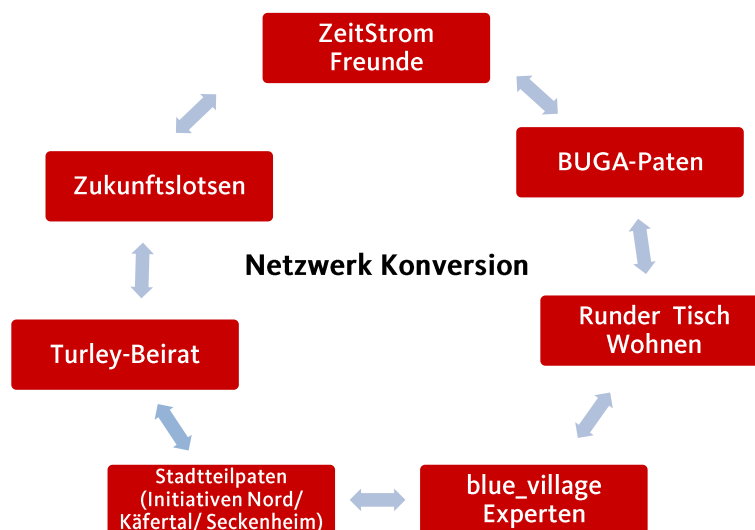 ZeitStrom
Freunde
BUGA-Paten
Zukunftslotsen
Netzwerk Konversion
Runder Tisch
Wohnen
Turley-Beirat
Stadtteilpaten
(Initiativen Nord/
Käfertal/ Seckenheim)
blue_village
Experten